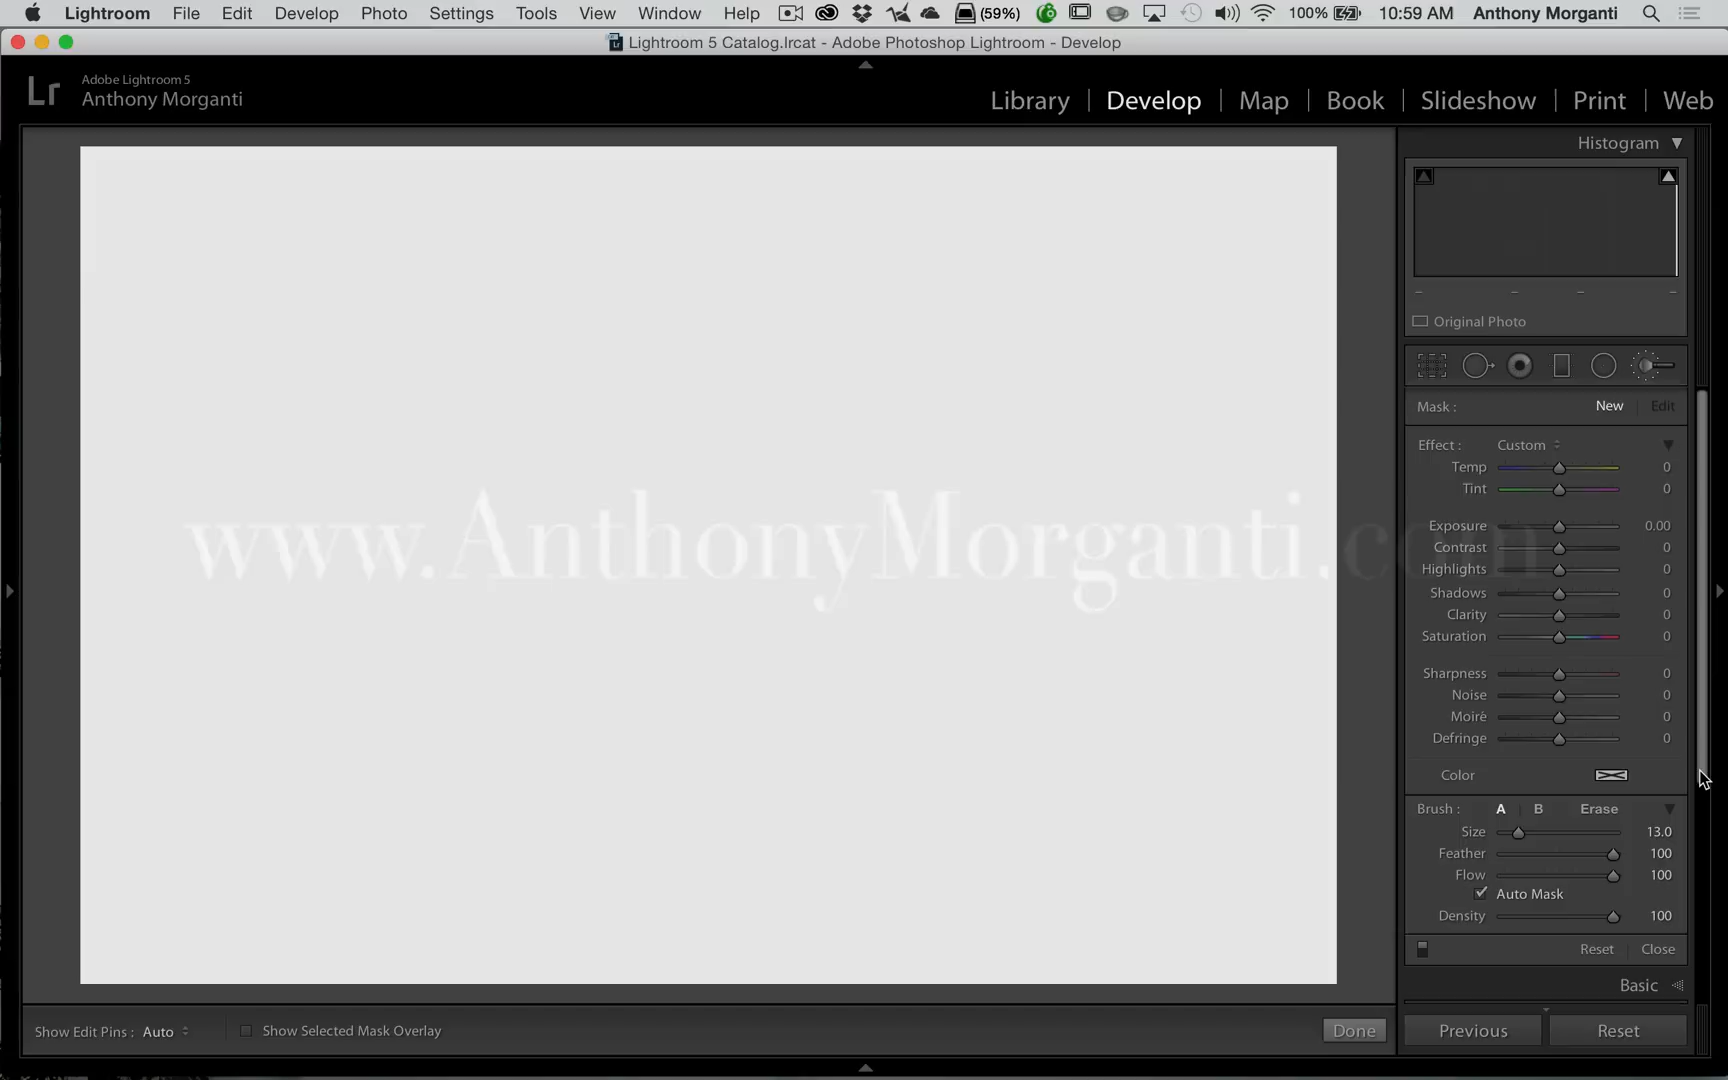 Lightroom File Edit Develop Photo Settings Tools View Window Help (59%) 100% 10:59 AM Anthony Morganti
Lightroom 5 Catalog.lrcat - Adobe Photoshop Lightroom - Develop
Lr
Adobe Lightroom 5
Anthony Morganti
Library | Develop | Map | Book | Slideshow | Print | Web
Histogram
Original Photo
Mask : New Edit
Effect : Custom
Temp 0
Tint 0
Exposure 0.00
Contrast 0
Highlights 0
Shadows 0
Clarity 0
Saturation 0
www.AnthonyMorganti.com
Sharpness 0
Noise 0
Moiré 0
Defringe 0
Color
Brush : A | B Erase
Size 13.0
Feather 100
Flow 100
Auto Mask
Density 100
Reset Close
Basic
Show Edit Pins : Auto Show Selected Mask Overlay Done Previous Reset